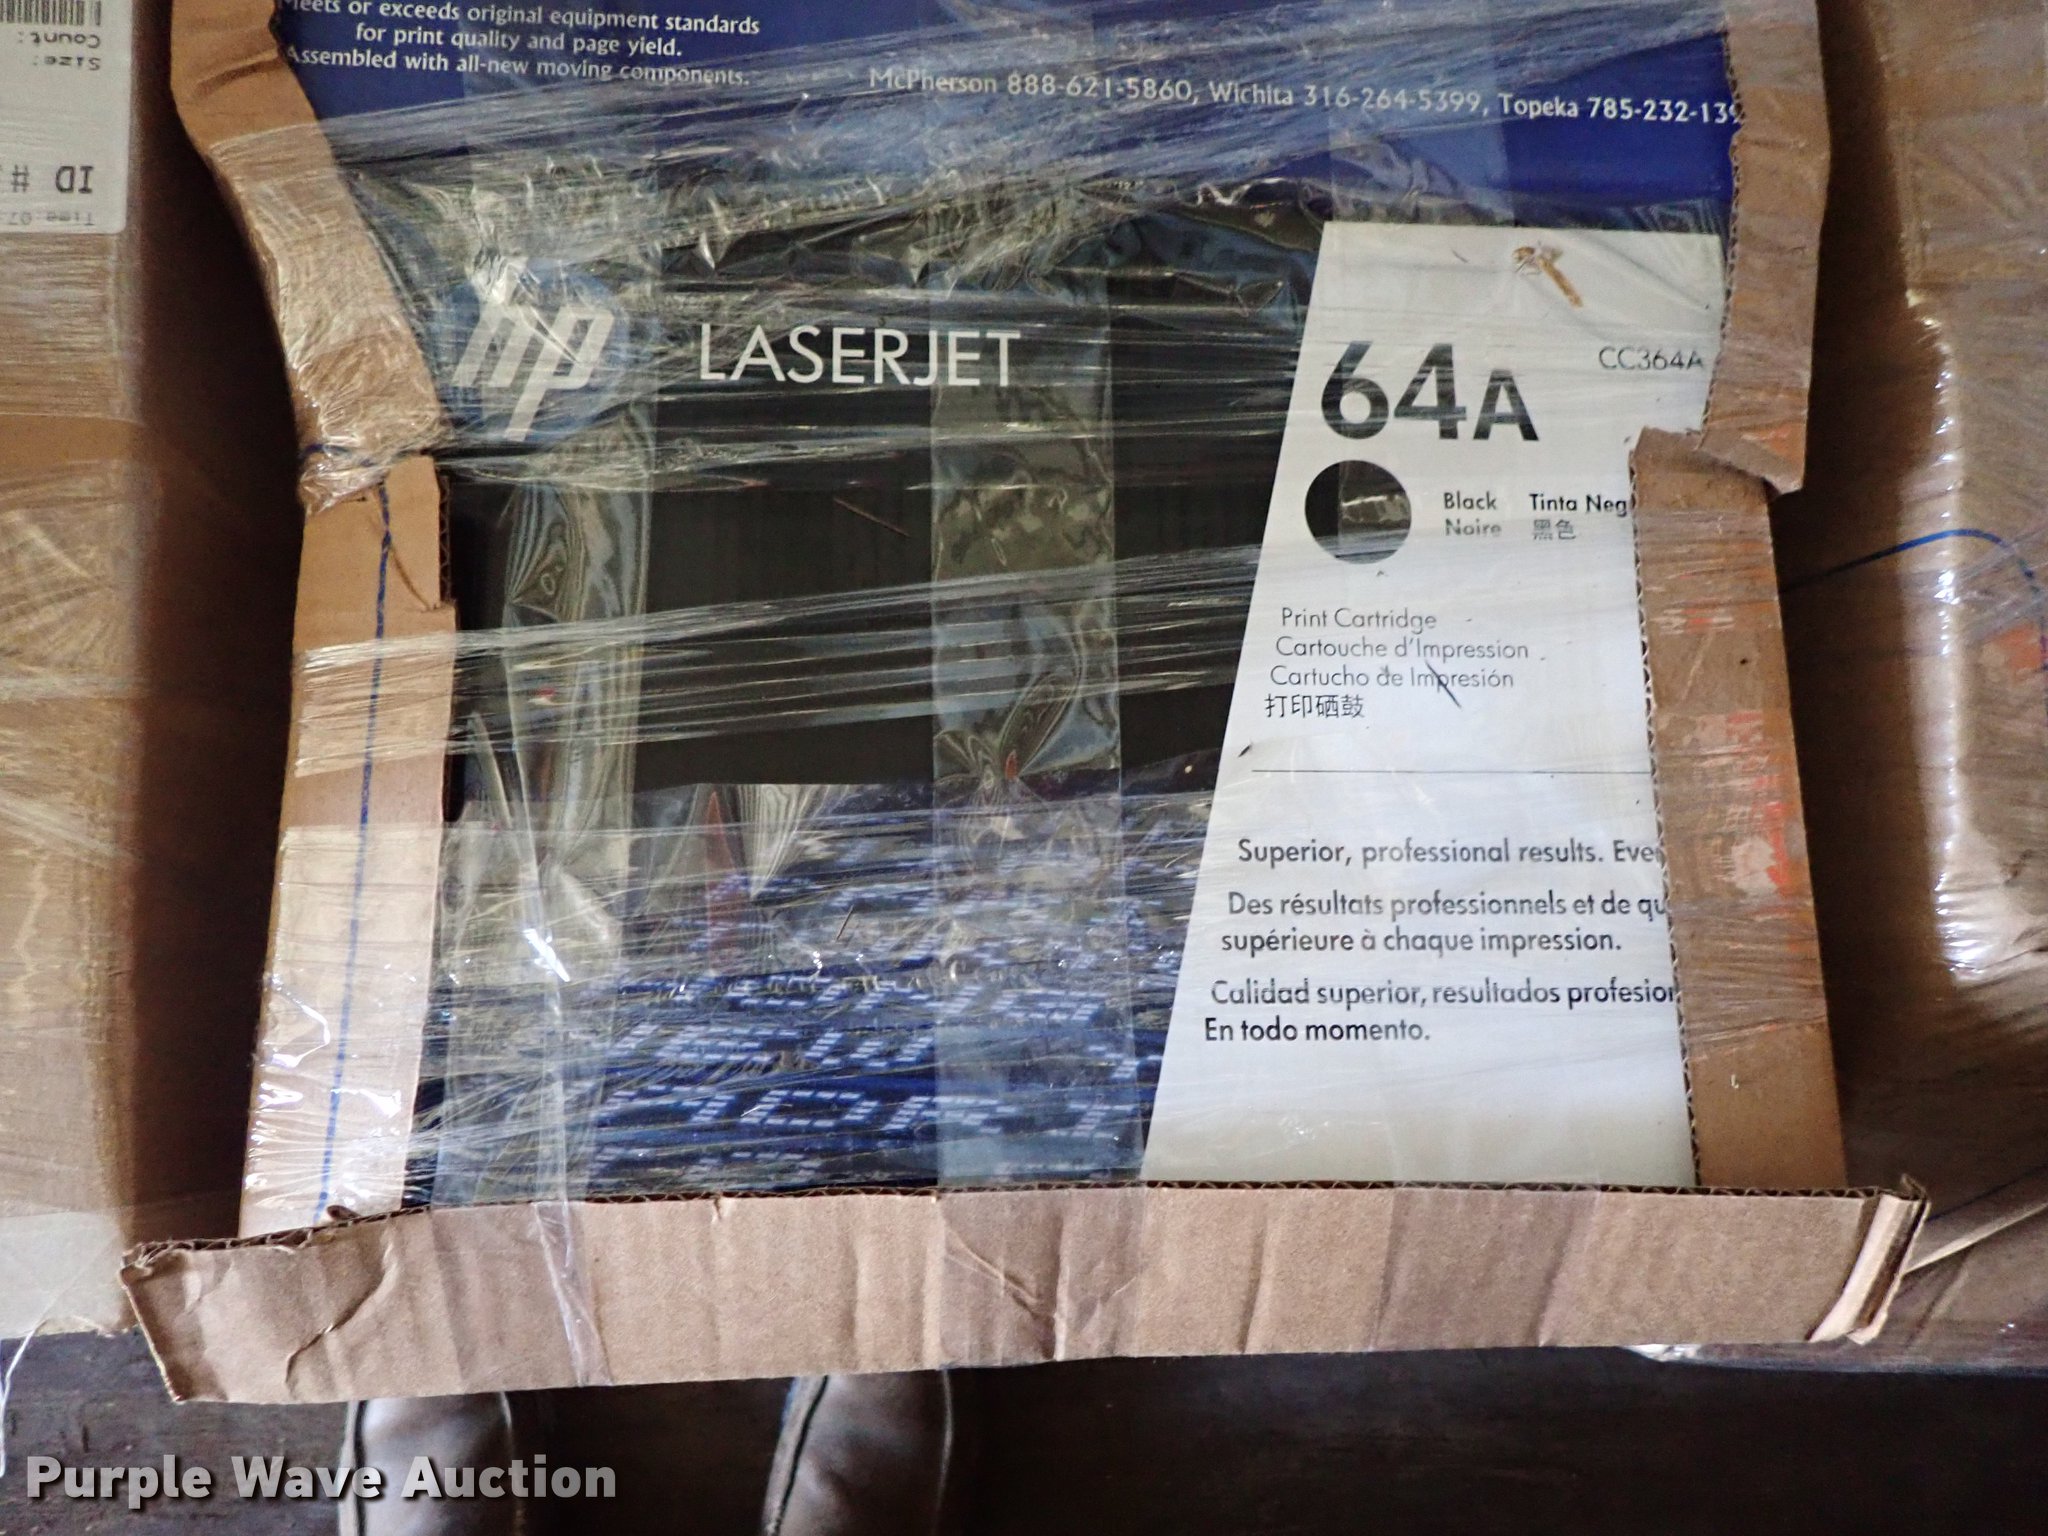 Meets or exceeds original equipment standards
for print quality and page yield.
Assembled with all-new moving components.
McPherson 888-621-5860, Wichita 316-264-5399, Topeka 785-232-139
Count:
Size:
ID #
hp LASERJET
64A
CC364A
Black Tinta Neg
Noire 黑色
Print Cartridge
Cartouche d'Impression
Cartucho de Impresión
打印硒鼓
Superior, professional results. Eve
Des résultats professionnels et de qu
supérieure à chaque impression.
Calidad superior, resultados profesion
En todo momento.
Purple Wave Auction